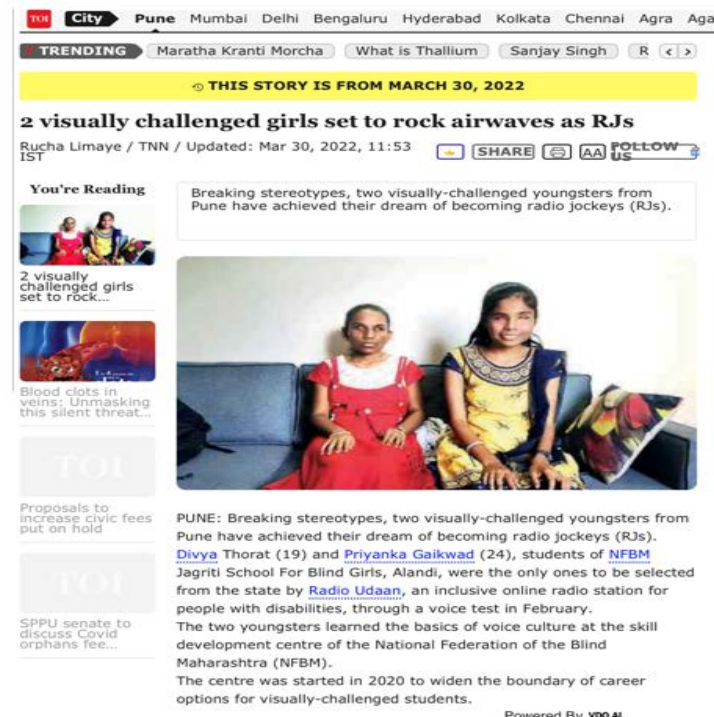 TOI City Pune Mumbai Delhi Bengaluru Hyderabad Kolkata Chennai Agra Aga
TRENDING Maratha Kranti Morcha What is Thallium Sanjay Singh R < >
THIS STORY IS FROM MARCH 30, 2022
2 visually challenged girls set to rock airwaves as RJs
Rucha Limaye / TNN / Updated: Mar 30, 2022, 11:53
IST
SHARE AA FOLLOW
US
You're Reading
2 visually
challenged girls
set to rock...
Blood clots in
veins: Unmasking
this silent threat...
TOI
Proposals to
increase civic fees
put on hold
TOI
SPPU senate to
discuss Covid
orphans fee...
Breaking stereotypes, two visually-challenged youngsters from
Pune have achieved their dream of becoming radio jockeys (RJs).
PUNE: Breaking stereotypes, two visually-challenged youngsters from
Pune have achieved their dream of becoming radio jockeys (RJs).
Divya Thorat (19) and Priyanka Gaikwad (24), students of NFBM
Jagriti School For Blind Girls, Alandi, were the only ones to be selected
from the state by Radio Udaan, an inclusive online radio station for
people with disabilities, through a voice test in February.
The two youngsters learned the basics of voice culture at the skill
development centre of the National Federation of the Blind
Maharashtra (NFBM).
The centre was started in 2020 to widen the boundary of career
options for visually-challenged students.
Powered By VDO.AI